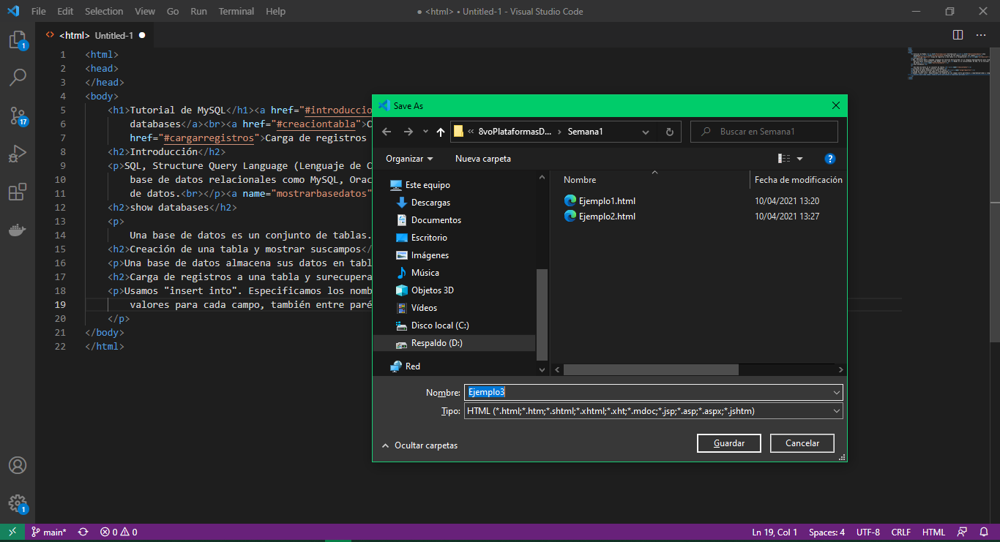 File Edit Selection View Go Run Terminal Help
● <html> • Untitled-1 - Visual Studio Code
<html> Untitled-1 ●
1 <html>
2 <head>
3 </head>
4 <body>
5 <h1>Tutorial de MySQL</h1><a href="#introduccio
6 databases</a><br><a href="#creaciontabla">C
7 href="#cargarregistros">Carga de registros
8 <h2>Introducción</h2>
9 <p>SQL, Structure Query Language (Lenguaje de C
10 base de datos relacionales como MySQL, Orac
11 de datos.<br></p><a name="mostrarbasedatos"
12 <h2>show databases</h2>
13 <p>
14 Una base de datos es un conjunto de tablas.
15 <h2>Creación de una tabla y mostrar suscampos</
16 <p>Una base de datos almacena sus datos en tabl
17 <h2>Carga de registros a una tabla y surecupera
18 <p>Usamos "insert into". Especificamos los nomb
19 valores para cada campo, también entre paré
20 </p>
21 </body>
22 </html>
1
17
1
Save As
« 8voPlataformasD... › Semana1
Buscar en Semana1
Organizar
Nueva carpeta
?
Este equipo
Descargas
Documentos
Escritorio
Imágenes
Música
Objetos 3D
Vídeos
Disco local (C:)
Respaldo (D:)
Red
Nombre Fecha de modificación
Ejemplo1.html 10/04/2021 13:20
Ejemplo2.html 10/04/2021 13:27
Nombre: Ejemplo3
Tipo: HTML (*.html;*.htm;*.shtml;*.xhtml;*.xht;*.mdoc;*.jsp;*.asp;*.aspx;*.jshtm)
Ocultar carpetas
Guardar Cancelar
main* 0 0
Ln 19, Col 1 Spaces: 4 UTF-8 CRLF HTML